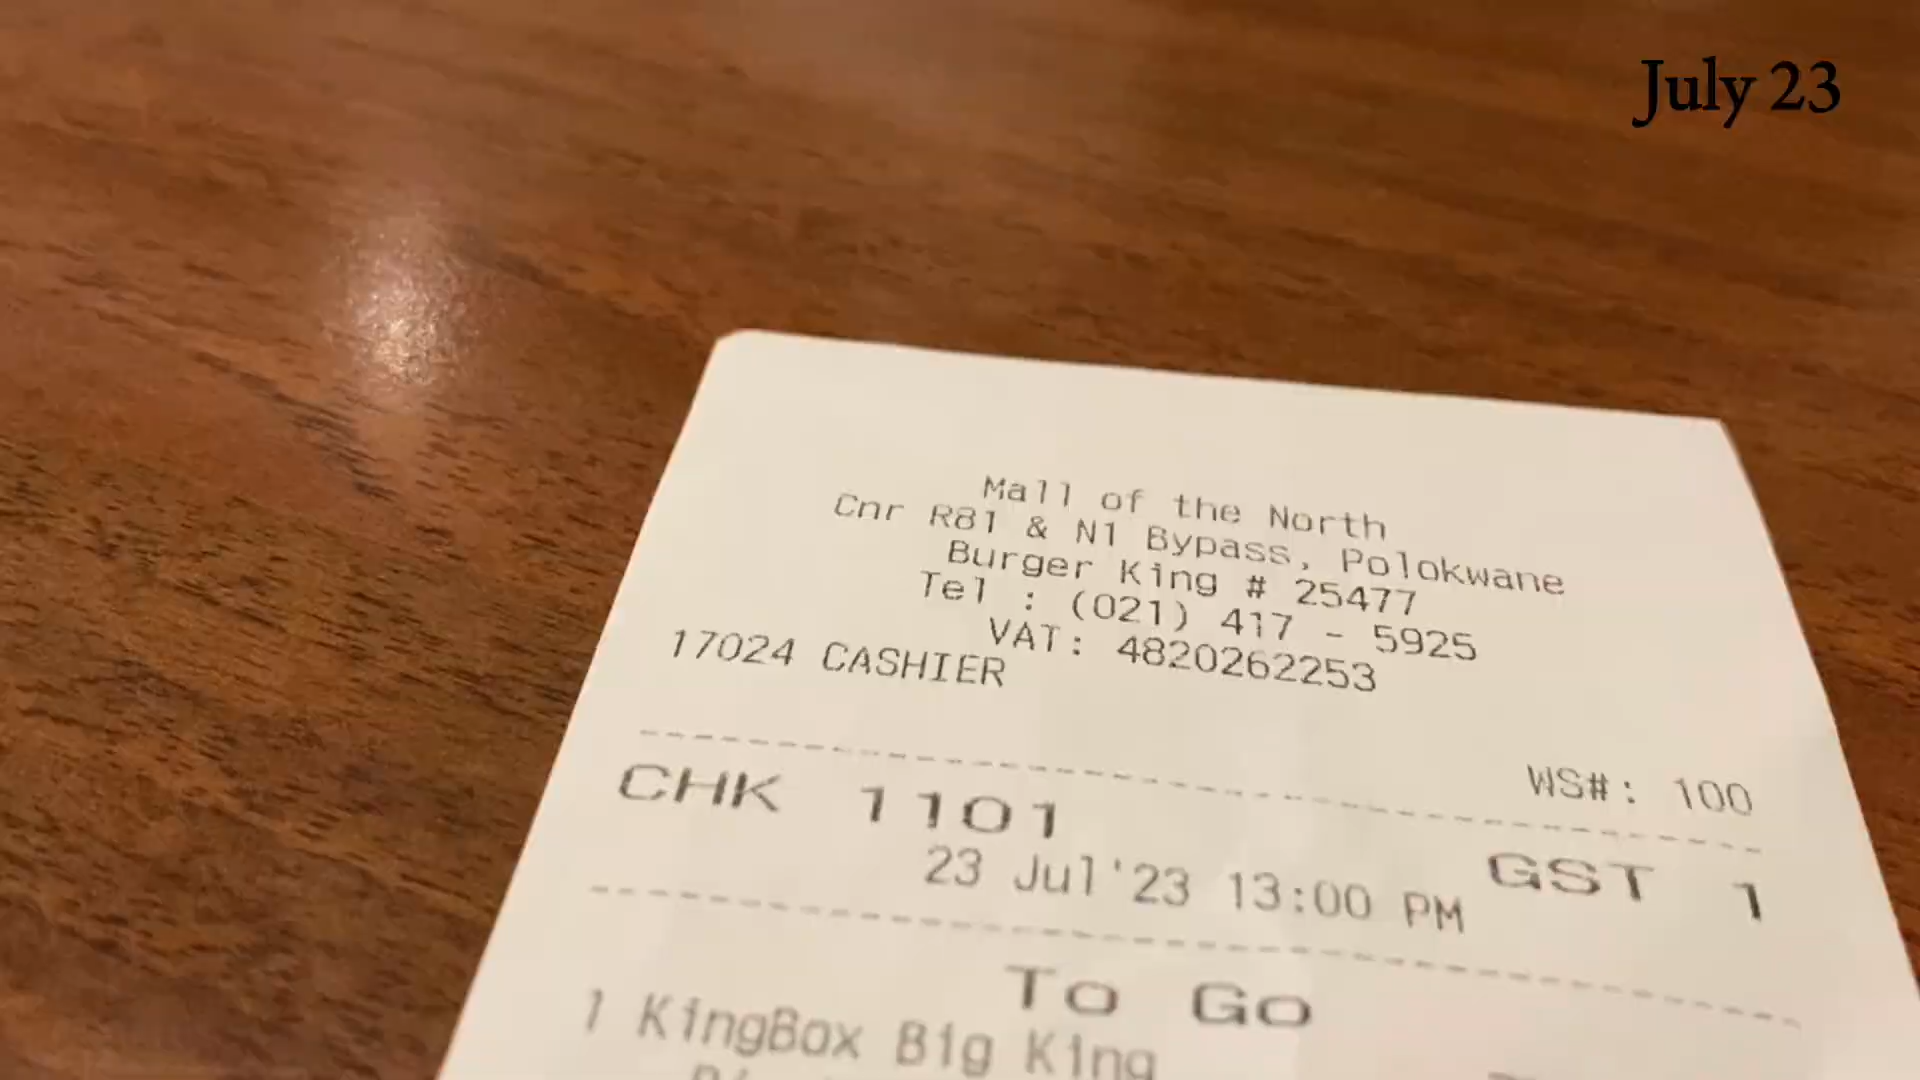 July 23
Mall of the North
Cnr R81 & N1 Bypass, Polokwane
Burger King # 25477
Tel : (021) 417 - 5925
VAT: 4820262253
17024 CASHIER
WS#: 100
CHK 1101 GST 1
23 Jul'23 13:00 PM
To Go
1 KingBox Big King